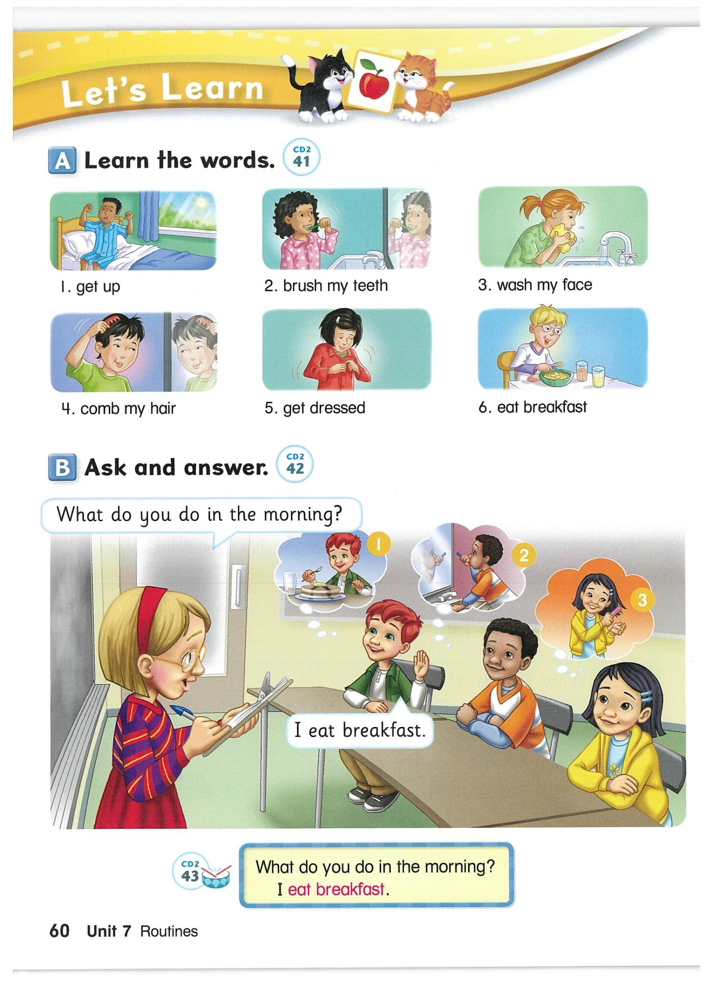 Let's Learn
A Learn the words. CD2 41
1. get up
2. brush my teeth
3. wash my face
4. comb my hair
5. get dressed
6. eat breakfast
B Ask and answer. CD2 42
What do you do in the morning?
1
2
3
I eat breakfast.
CD2 43
What do you do in the morning?
I eat breakfast.
60 Unit 7 Routines